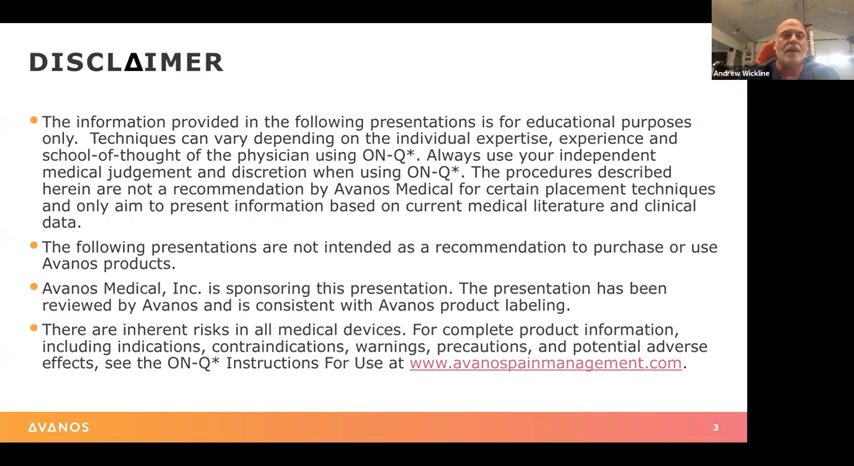 DISCLAIMER
Andrew Wickline
The information provided in the following presentations is for educational purposes
only. Techniques can vary depending on the individual expertise, experience and
school-of-thought of the physician using ON-Q*. Always use your independent
medical judgement and discretion when using ON-Q*. The procedures described
herein are not a recommendation by Avanos Medical for certain placement techniques
and only aim to present information based on current medical literature and clinical
data.
The following presentations are not intended as a recommendation to purchase or use
Avanos products.
Avanos Medical, Inc. is sponsoring this presentation. The presentation has been
reviewed by Avanos and is consistent with Avanos product labeling.
There are inherent risks in all medical devices. For complete product information,
including indications, contraindications, warnings, precautions, and potential adverse
effects, see the ON-Q* Instructions For Use at www.avanospainmanagement.com.
AVANOS
3